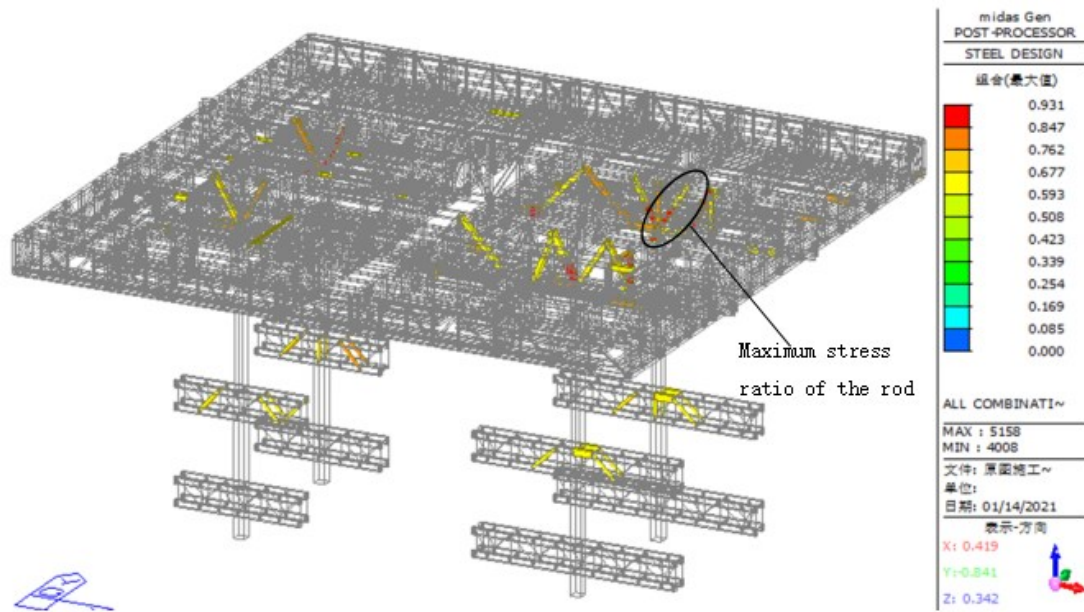 midas Gen
POST-PROCESSOR
STEEL DESIGN
组合(最大值)
0.931
0.847
0.762
0.677
0.593
0.508
0.423
0.339
0.254
0.169
0.085
0.000
Maximum stress
ratio of the rod
ALL COMBINATI~
MAX : 5158
MIN : 4008
文件: 原图施工~
单位:
日期: 01/14/2021
表示-方向
X: 0.419
Y:-0.841
Z: 0.342